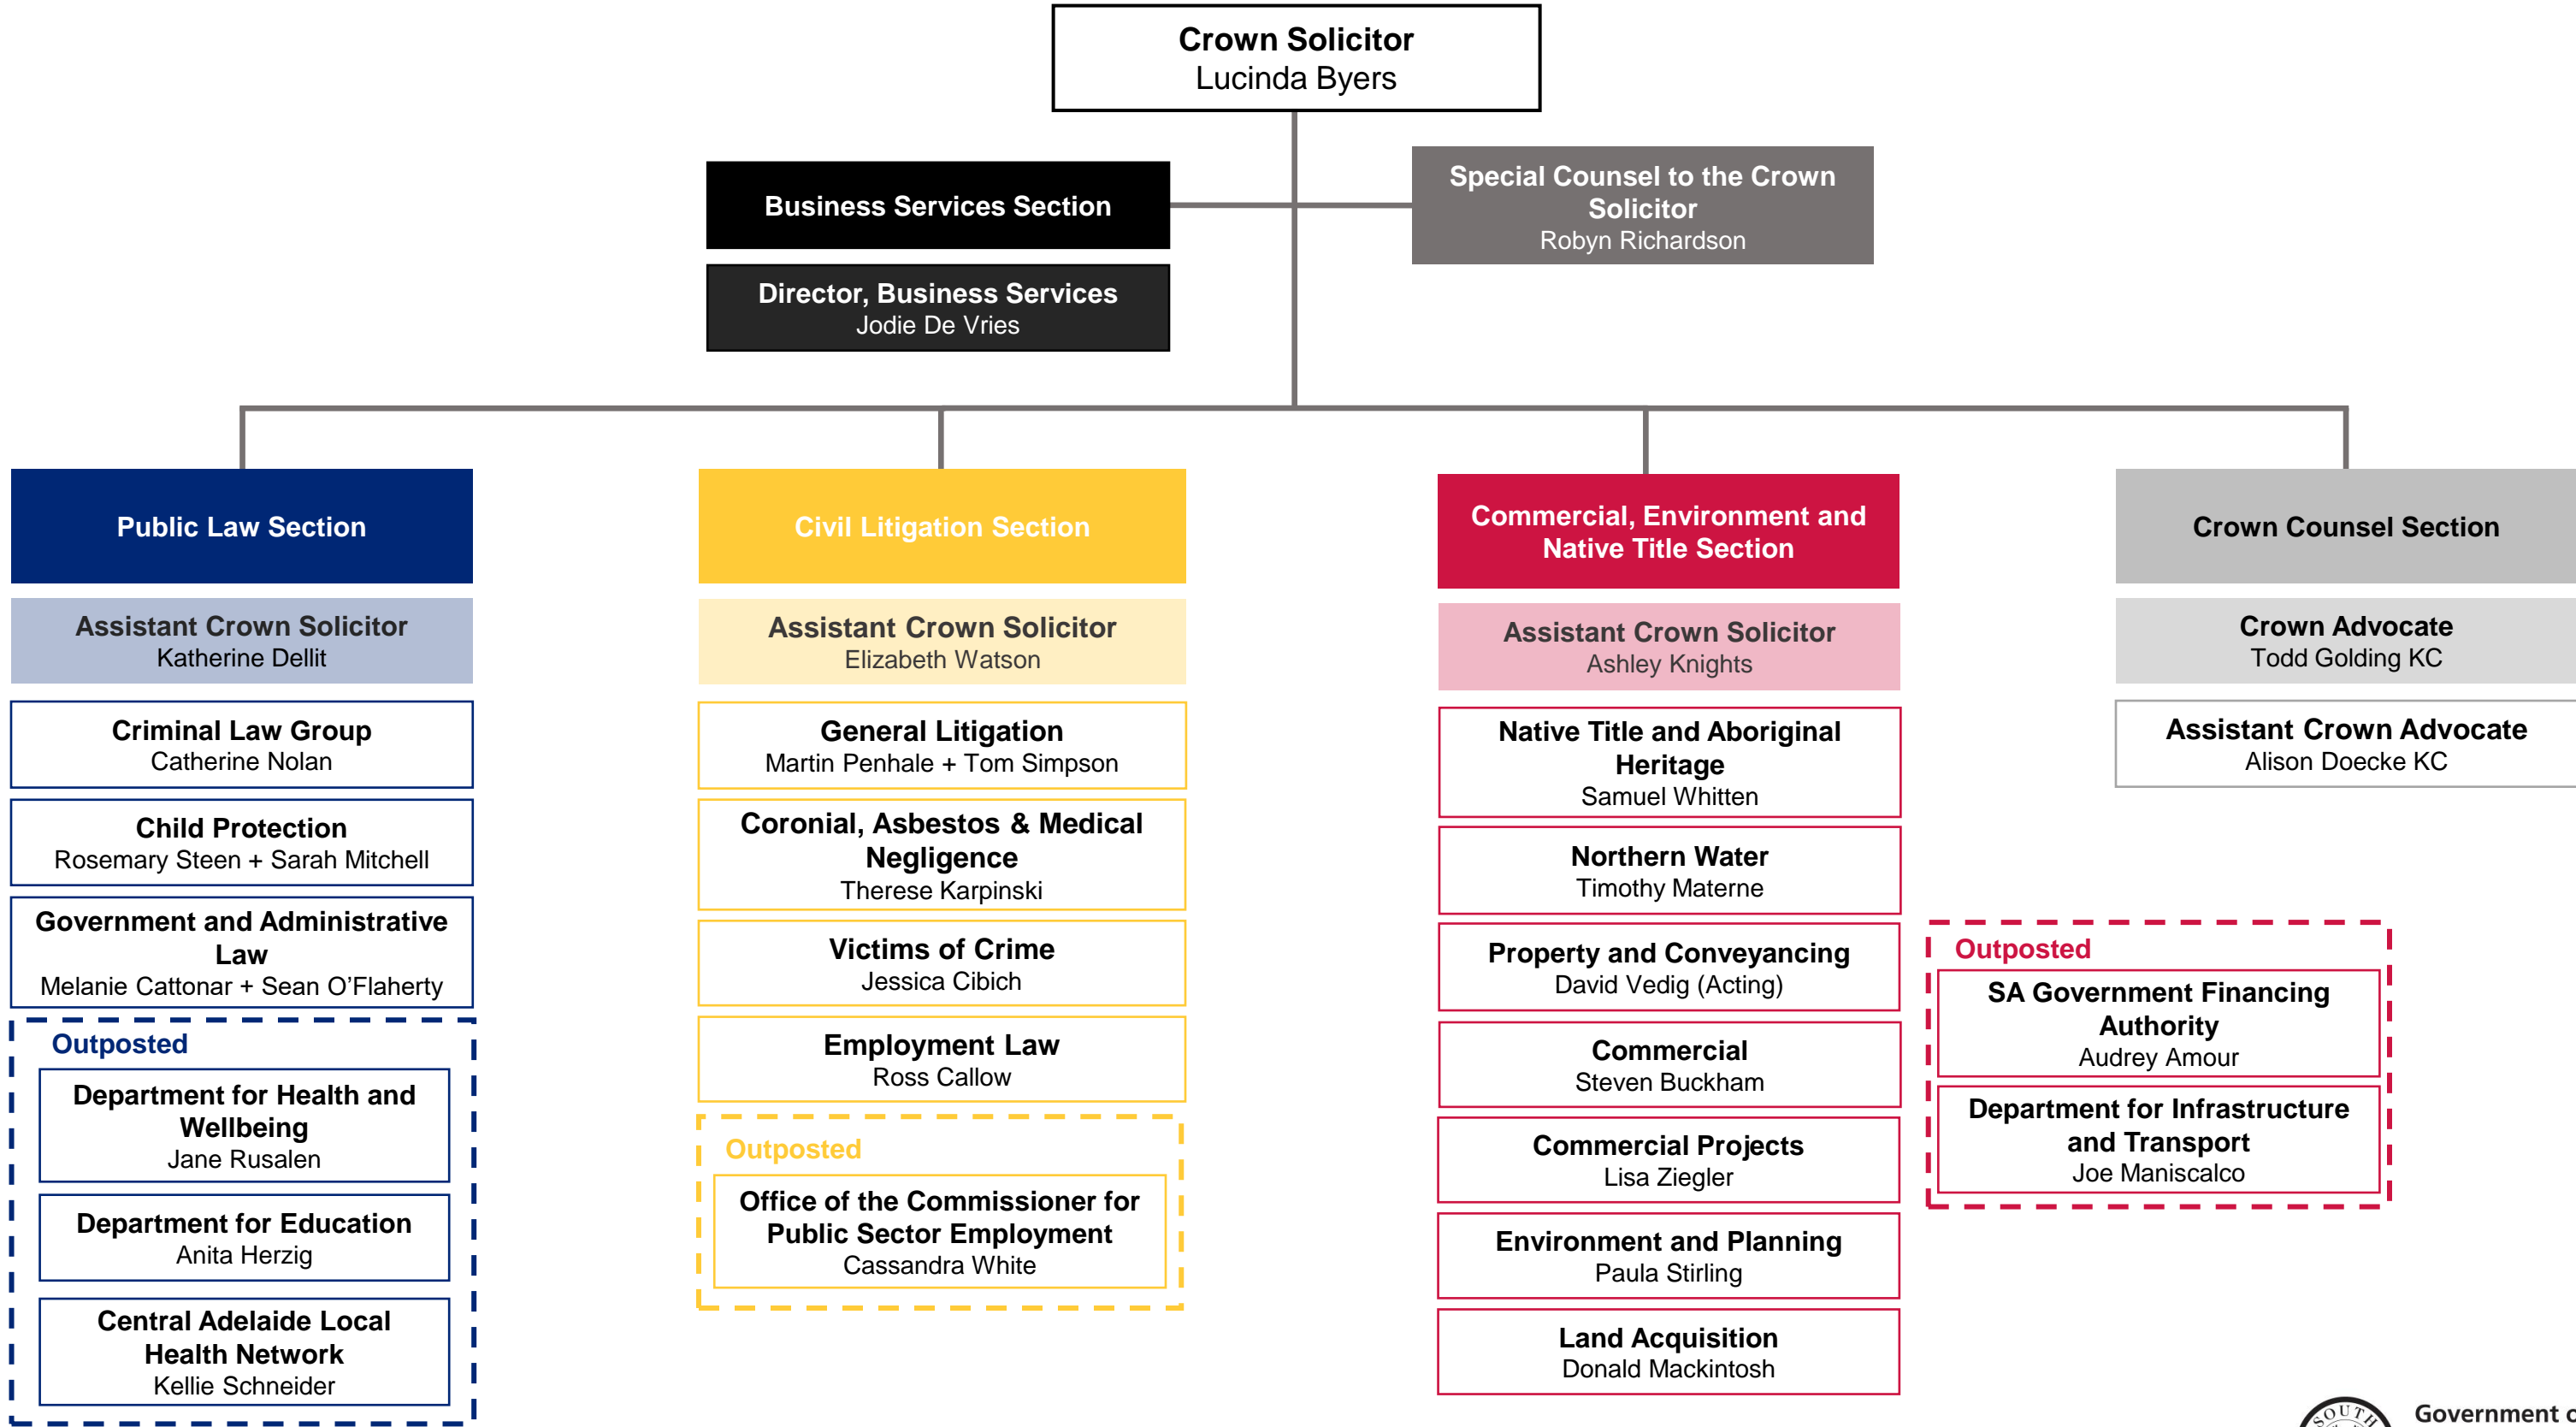 Crown Solicitor
Lucinda Byers
Business Services Section
Director, Business Services
Jodie De Vries
Special Counsel to the Crown
Solicitor
Robyn Richardson
Public Law Section
Assistant Crown Solicitor
Katherine Dellit
Criminal Law Group
Catherine Nolan
Child Protection
Rosemary Steen + Sarah Mitchell
Government and Administrative
Law
Melanie Cattonar + Sean O’Flaherty
Outposted
Department for Health and
Wellbeing
Jane Rusalen
Department for Education
Anita Herzig
Central Adelaide Local
Health Network
Kellie Schneider
Civil Litigation Section
Assistant Crown Solicitor
Elizabeth Watson
General Litigation
Martin Penhale + Tom Simpson
Coronial, Asbestos & Medical
Negligence
Therese Karpinski
Victims of Crime
Jessica Cibich
Employment Law
Ross Callow
Outposted
Office of the Commissioner for
Public Sector Employment
Cassandra White
Commercial, Environment and
Native Title Section
Assistant Crown Solicitor
Ashley Knights
Native Title and Aboriginal
Heritage
Samuel Whitten
Northern Water
Timothy Materne
Property and Conveyancing
David Vedig (Acting)
Commercial
Steven Buckham
Commercial Projects
Lisa Ziegler
Environment and Planning
Paula Stirling
Land Acquisition
Donald Mackintosh
Outposted
SA Government Financing
Authority
Audrey Amour
Department for Infrastructure
and Transport
Joe Maniscalco
Crown Counsel Section
Crown Advocate
Todd Golding KC
Assistant Crown Advocate
Alison Doecke KC
SOUTH
Government